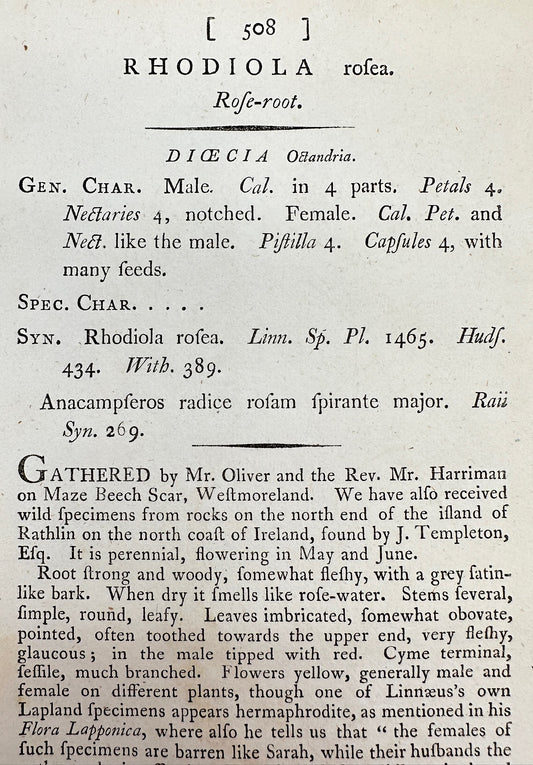 [ 508 ]
RHODIOLA roſea.
Roſe-root.
DIŒCIA Octandria.
GEN. CHAR. Male. Cal. in 4 parts. Petals 4.
Nectaries 4, notched. Female. Cal. Pet. and
Nect. like the male. Piſtilla 4. Capſules 4, with
many ſeeds.
SPEC. CHAR. . . . . .
SYN. Rhodiola roſea. Linn. Sp. Pl. 1465. Hudſ.
434. With. 389.
Anacampſeros radice roſam ſpirante major. Raii
Syn. 269.
GATHERED by Mr. Oliver and the Rev. Mr. Harriman
on Maze Beech Scar, Weſtmoreland. We have alſo received
wild ſpecimens from rocks on the north end of the iſland of
Rathlin on the north coaſt of Ireland, found by J. Templeton,
Eſq. It is perennial, flowering in May and June.
Root ſtrong and woody, ſomewhat fleſhy, with a grey ſatin-
like bark. When dry it ſmells like roſe-water. Stems ſeveral,
ſimple, round, leafy. Leaves imbricated, ſomewhat obovate,
pointed, often toothed towards the upper end, very fleſhy,
glaucous; in the male tipped with red. Cyme terminal,
ſeſſile, much branched. Flowers yellow, generally male and
female on different plants, though one of Linnæus's own
Lapland ſpecimens appears hermaphrodite, as mentioned in his
Flora Lapponica, where alſo he tells us that “ the females of
ſuch ſpecimens are barren like Sarah, while their huſbands the